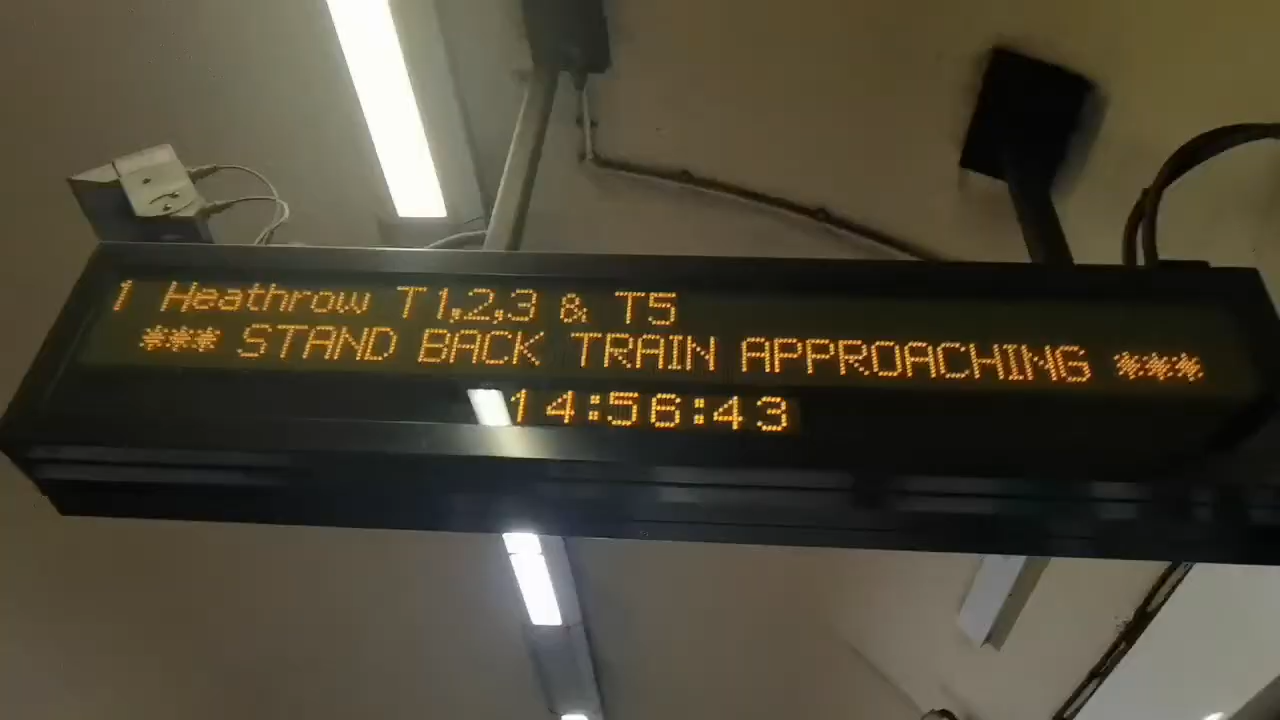 1 Heathrow T1,2,3 & T5
*** STAND BACK TRAIN APPROACHING ***
14:56:43